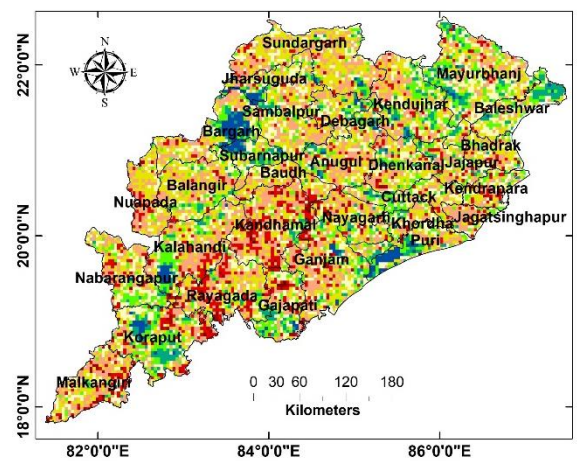 N
W E
S
22°0'0"N
20°0'0"N
18°0'0"N
Sundargarh
Jharsuguda
Mayurbhanj
Sambalpur
Kendujhar
Baleshwar
Debagarh
Bargarh
Bhadrak
Subarnapur
Anugul
Dhenkanal
Jajapur
Baudh
Balangir
Kendrapara
Cuttack
Nuapada
Nayagarh
Khordha
Jagatsinghapur
Kandhamal
Puri
Kalahandi
Ganjam
Nabarangapur
Rayagada
Gajapati
Koraput
Malkangiri
0 30 60 120 180
Kilometers
82°0'0"E 84°0'0"E 86°0'0"E